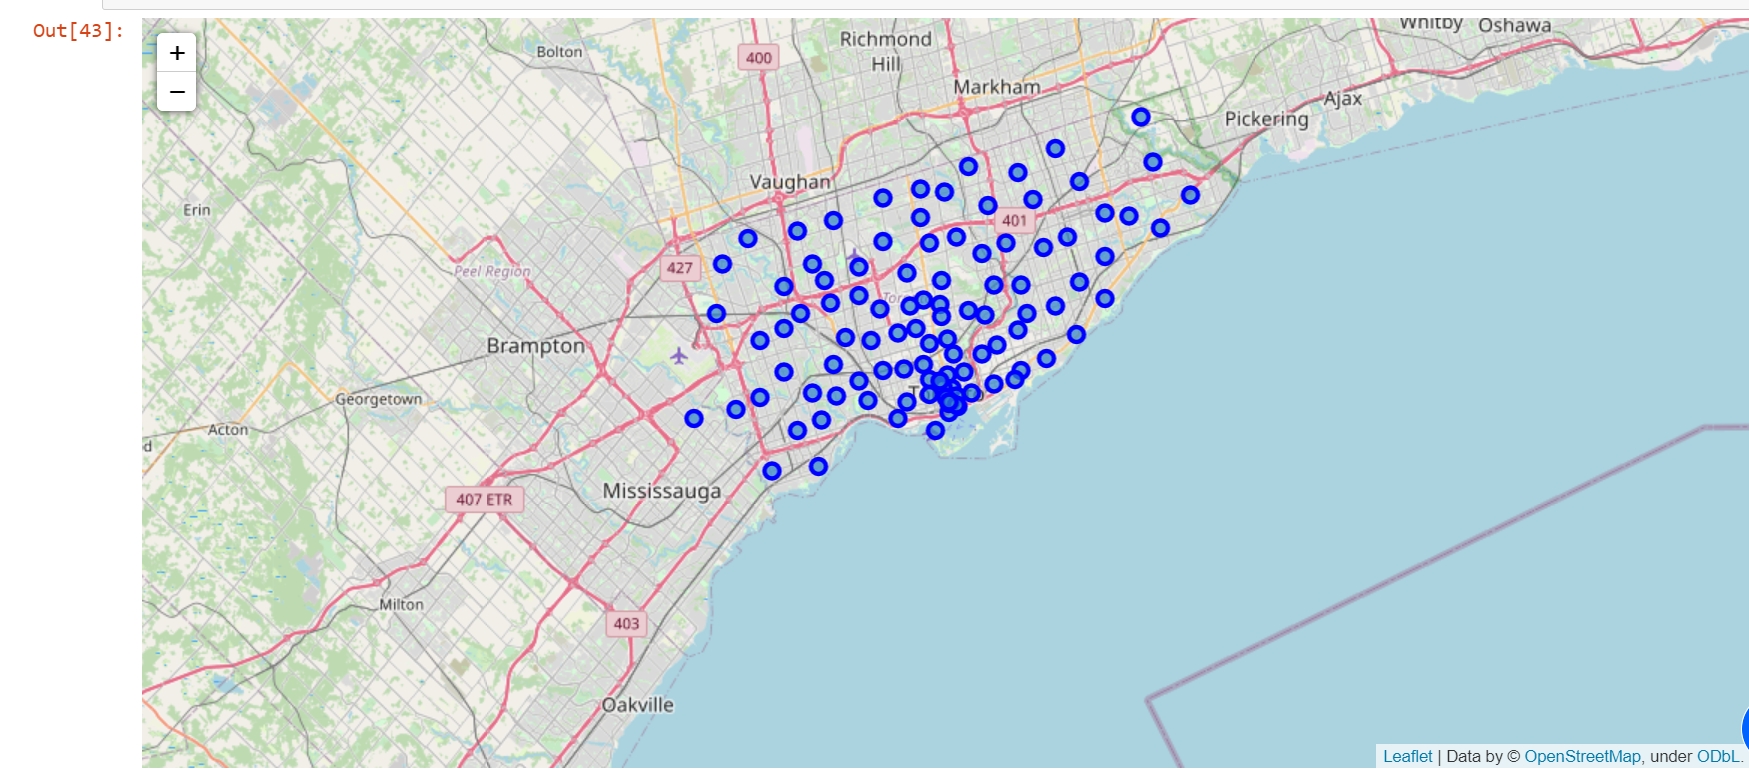 Out[43]:
+
−
Whitby
Oshawa
Bolton
400
Richmond
Hill
Markham
Ajax
Pickering
Vaughan
Erin
401
427
Peel Region
Brampton
Georgetown
Acton
Mississauga
407 ETR
Milton
403
Oakville
Leaflet | Data by © OpenStreetMap, under ODbL.